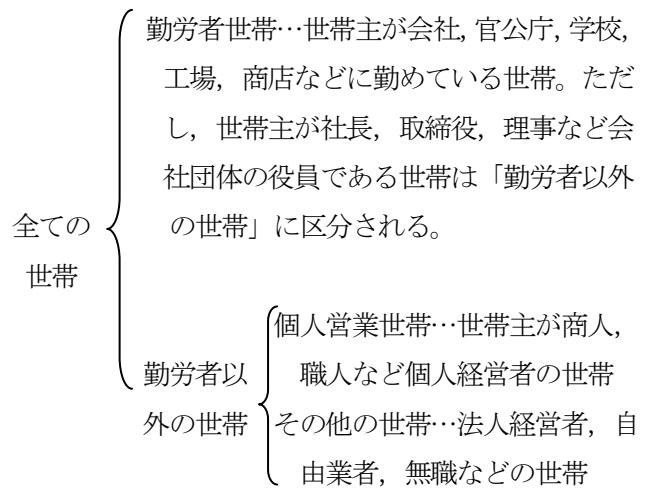 勤労者世帯…世帯主が会社,官公庁,学校,
工場，商店などに勤めている世帯。ただ
し，世帯主が社長，取締役，理事など会
社団体の役員である世帯は「勤労者以外
の世帯」に区分される。
全ての
世帯
個人営業世帯…世帯主が商人，
職人など個人経営者の世帯
勤労者以
外の世帯
その他の世帯…法人経営者，自
由業者，無職などの世帯